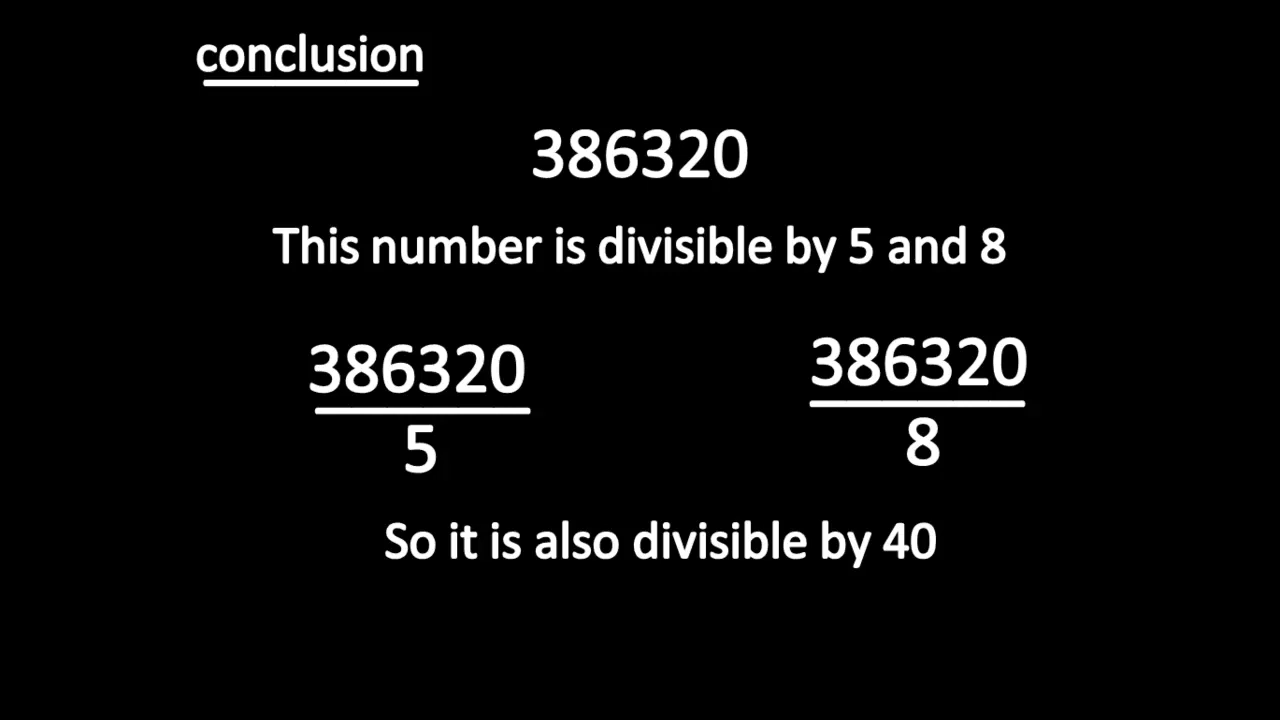 conclusion
386320
This number is divisible by 5 and 8
386320
5
386320
8
So it is also divisible by 40